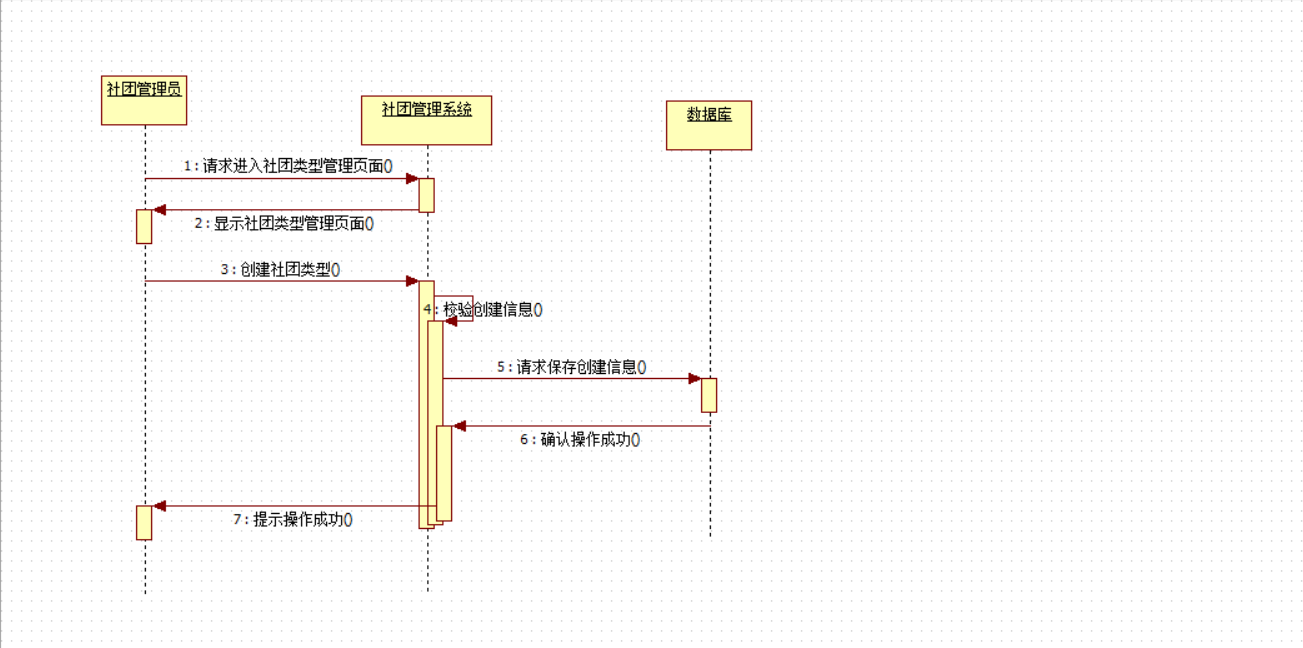 社团管理员
社团管理系统
数据库
1:请求进入社团类型管理页面()
2:显示社团类型管理页面()
3:创建社团类型()
4:校验创建信息()
5:请求保存创建信息()
6:确认操作成功()
7:提示操作成功()